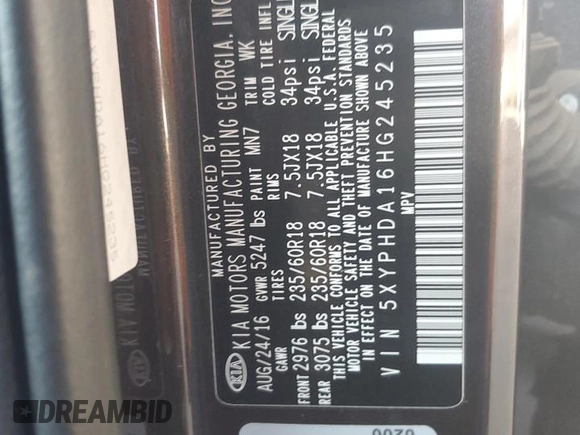 MANUFACTURED BY
KIA MOTORS MANUFACTURING GEORGIA, INC
AUG/24/16 GVWR 5247 lbs PAINT MN7 TRIM WK
GAWR TIRES RIMS COLD TIRE INFL
FRONT 2976 lbs 235/60R18 7.5JX18 34psi SINGL
REAR 3075 lbs 235/60R18 7.5JX18 34psi SINGL
THIS VEHICLE CONFORMS TO ALL APPLICABLE U.S.A. FEDERAL
MOTOR VEHICLE SAFETY AND THEFT PREVENTION STANDARDS
IN EFFECT ON THE DATE OF MANUFACTURE SHOWN ABOVE
VIN 5XYPHDA16HG245235
MPV
KIA
0200
DREAMBID